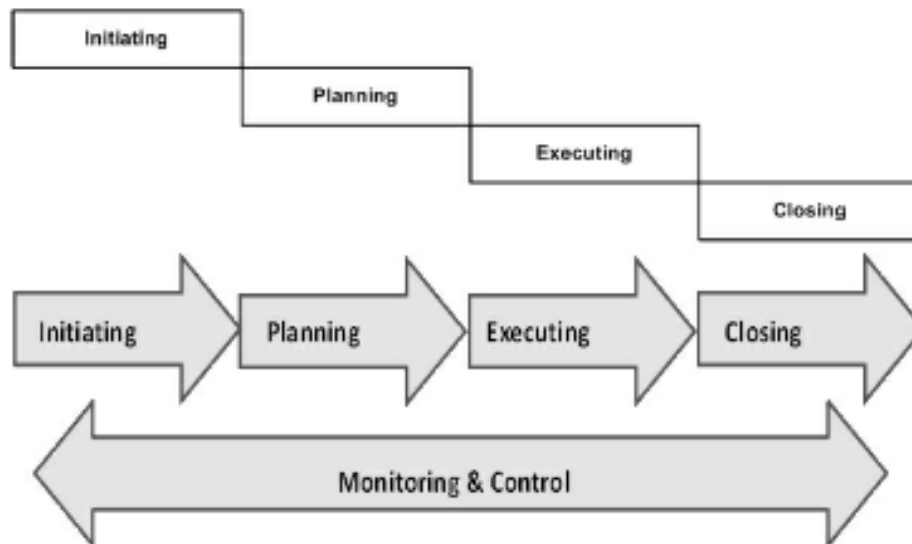 Initiating
Planning
Executing
Closing
Initiating
Planning
Executing
Closing
Monitoring & Control